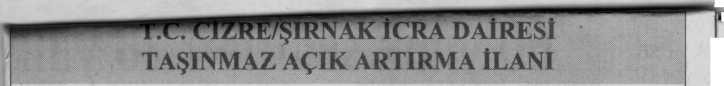 T.C. CİZRE/ŞIRNAK İCRA DAİRESİ
TAŞINMAZ AÇIK ARTIRMA İLANI